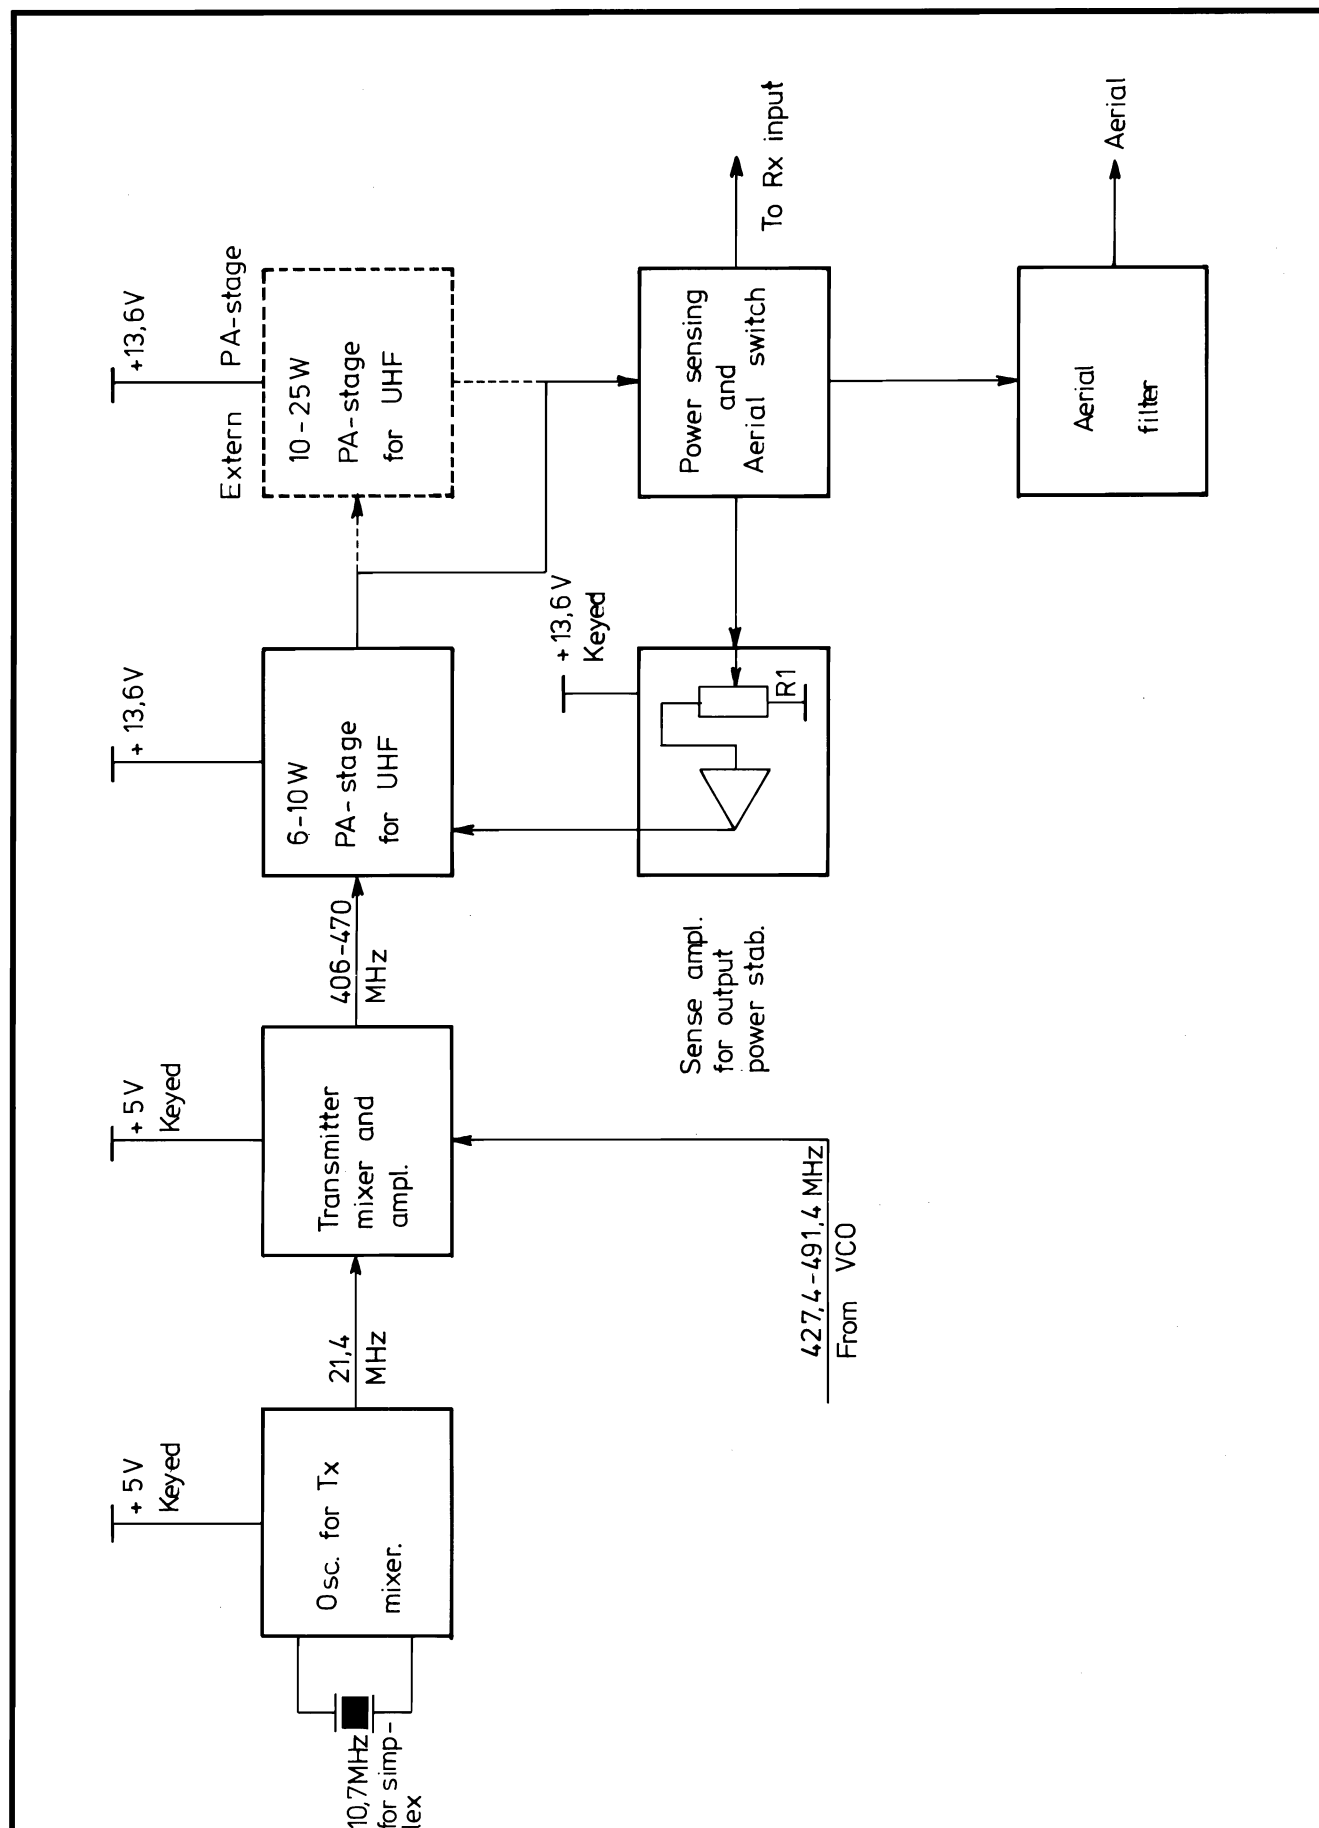 10,7MHz
for simp-
lex
+5V
Keyed
Osc. for Tx
mixer.
21,4
MHz
+5V
Keyed
Transmitter
mixer and
ampl.
427,4-491,4 MHz
From VCO
406-470
MHz
+13,6V
6-10W
PA-stage
for UHF
Sense ampl.
for output
power stab.
+13,6V
Keyed
R1
+13,6V
Extern PA-stage
10-25W
PA-stage
for UHF
Power sensing
and
Aerial switch
To Rx input
Aerial
filter
Aerial